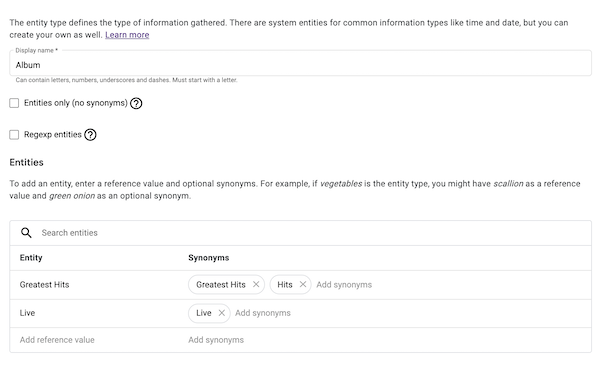 The entity type defines the type of information gathered. There are system entities for common information types like time and date, but you can
create your own as well. Learn more
Display name *
Album
Can contain letters, numbers, underscores and dashes. Must start with a letter.
Entities only (no synonyms)
Regexp entities
Entities
To add an entity, enter a reference value and optional synonyms. For example, if vegetables is the entity type, you might have scallion as a reference
value and green onion as an optional synonym.
Search entities
Entity Synonyms
Greatest Hits Greatest Hits Hits Add synonyms
Live Live Add synonyms
Add reference value Add synonyms